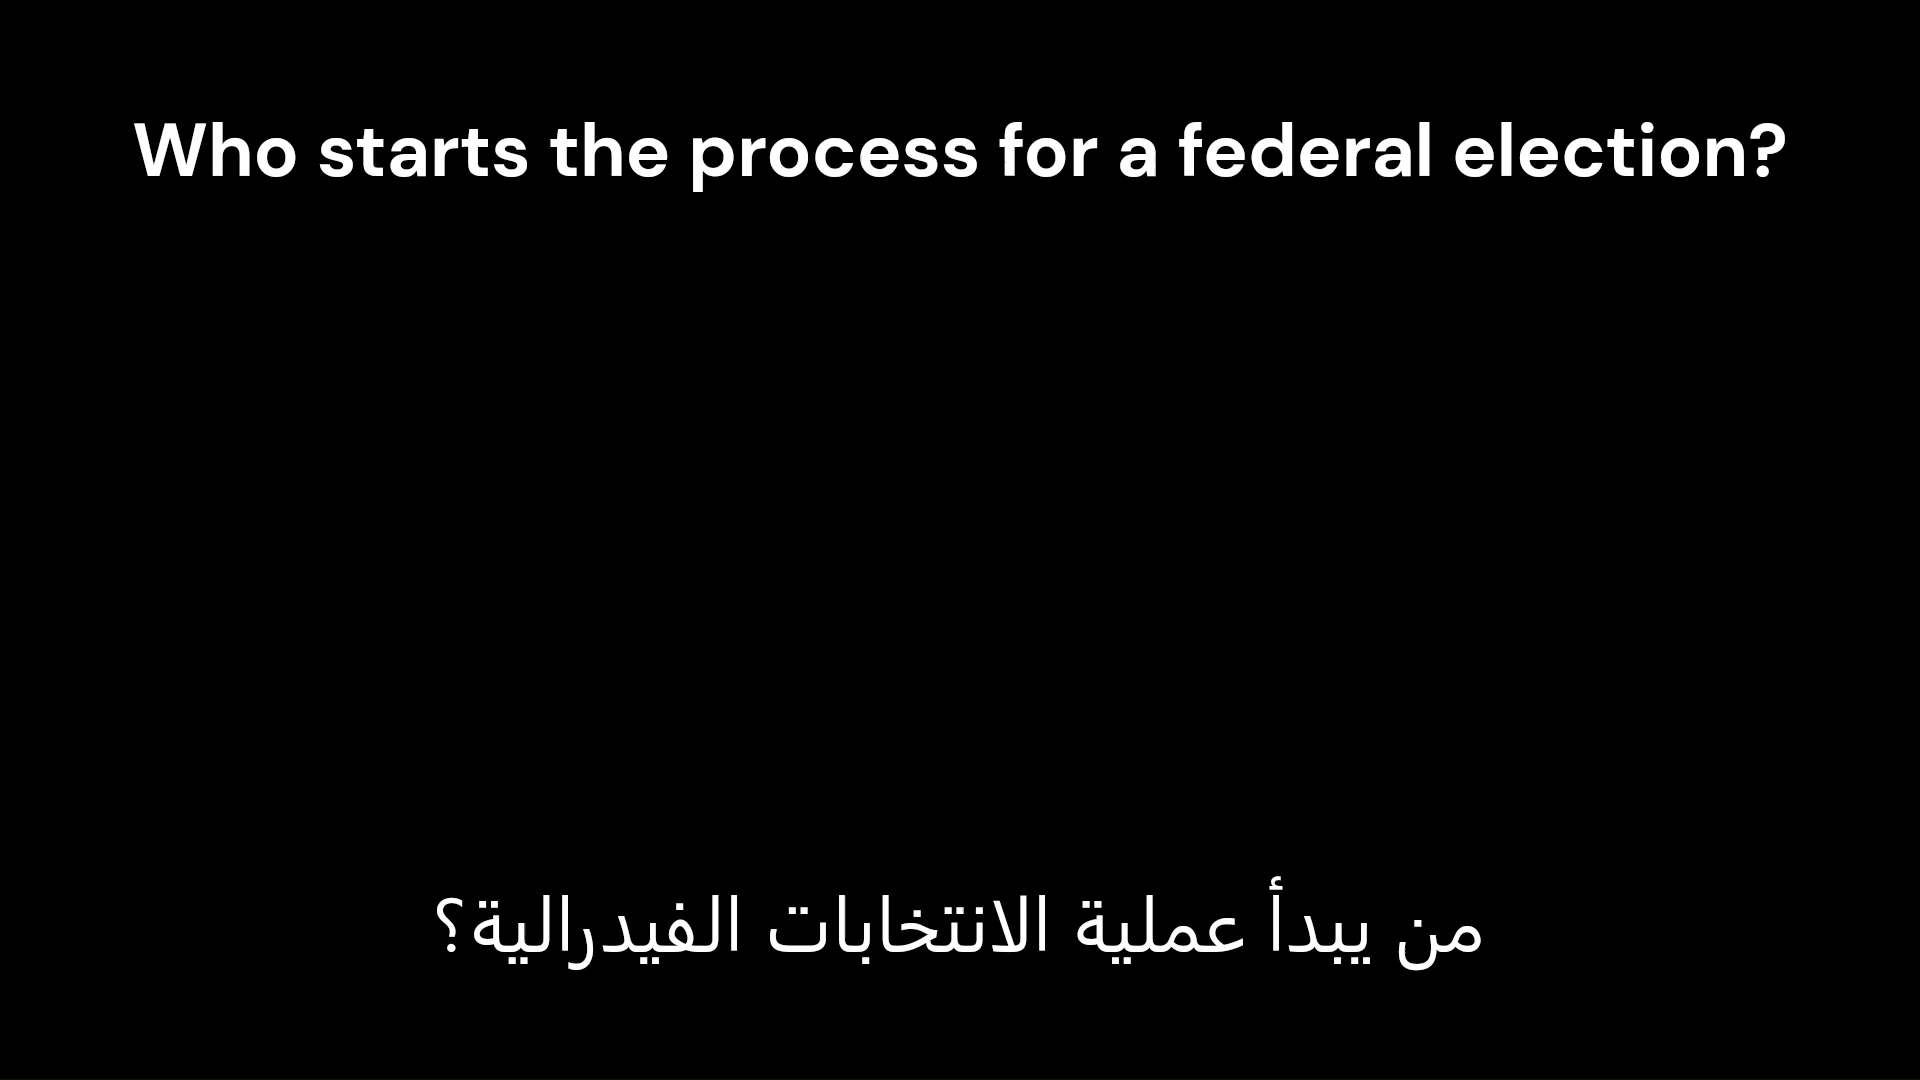 Who starts the process for a federal election?
من يبدأ عملية الانتخابات الفيدرالية؟